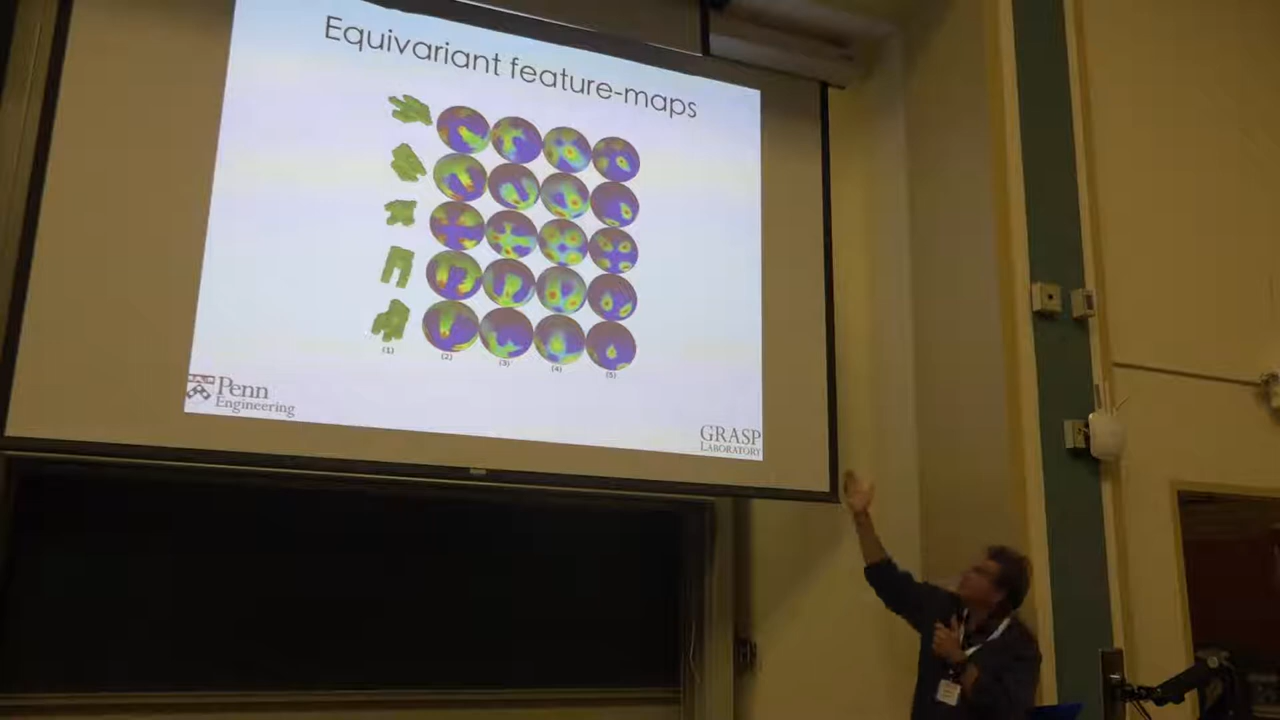 Equivariant feature-maps
(1)
(2)
(3)
(4)
(5)
Penn
Engineering
GRASP
LABORATORY